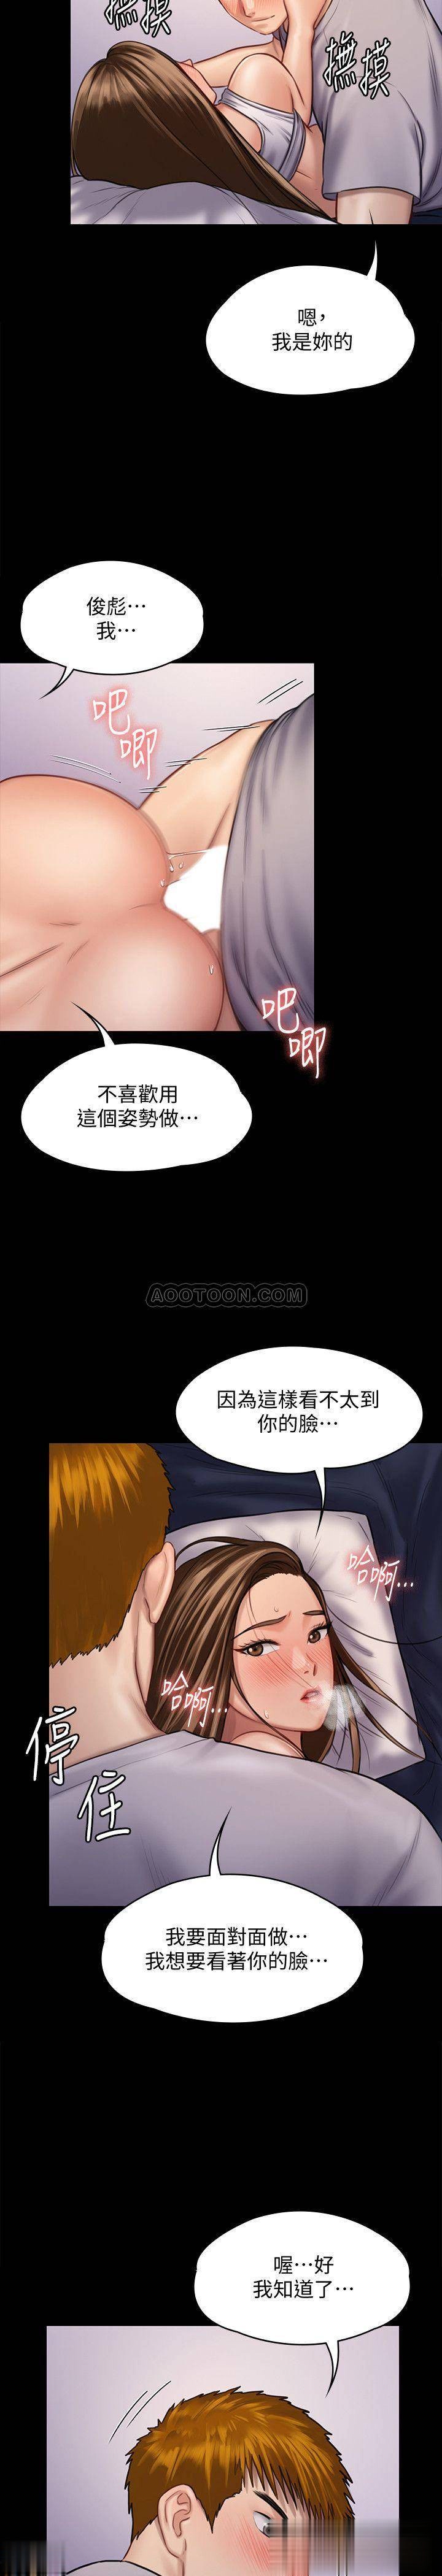 撫摸
撫摸
嗯，
我是妳的
俊彪…
我…
吧唧
吧唧
不喜歡用
這個姿勢做…
AOOTOON.COM
因為這樣看不太到
你的臉…
哈啊…
哈啊…
停住
我要面對面做…
我想要看著你的臉…
喔…好
我知道了…